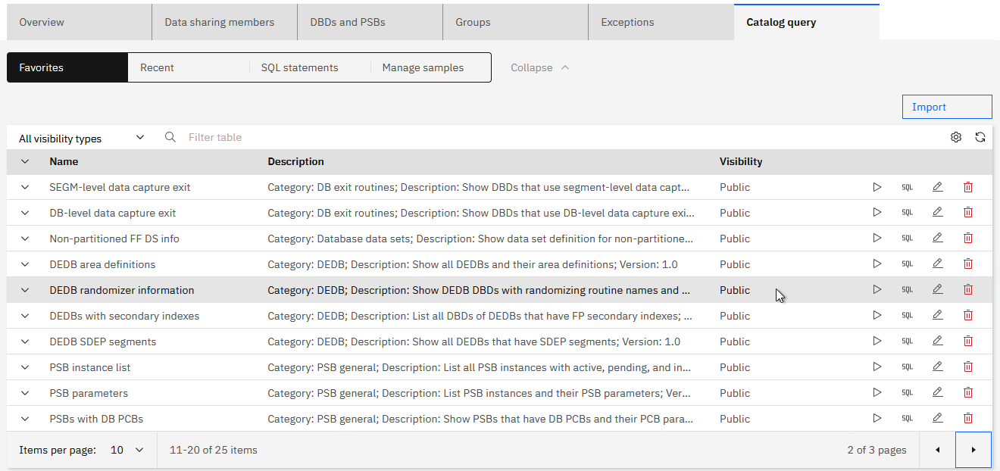 Overview Data sharing members DBDs and PSBs Groups Exceptions Catalog query
Favorites Recent SQL statements Manage samples Collapse
Import
All visibility types Filter table
Name Description Visibility
SEGM-level data capture exit Category: DB exit routines; Description: Show DBDs that use segment-level data capt... Public SQL
DB-level data capture exit Category: DB exit routines; Description: Show DBDs that use DB-level data capture exi... Public SQL
Non-partitioned FF DS info Category: Database data sets; Description: Show data set definition for non-partitione... Public SQL
DEDB area definitions Category: DEDB; Description: Show all DEDBs and their area definitions; Version: 1.0 Public SQL
DEDB randomizer information Category: DEDB; Description: Show DEDB DBDs with randomizing routine names and ... Public SQL
DEDBs with secondary indexes Category: DEDB; Description: List all DBDs of DEDBs that have FP secondary indexes; ... Public SQL
DEDB SDEP segments Category: DEDB; Description: Show all DEDBs that have SDEP segments; Version: 1.0 Public SQL
PSB instance list Category: PSB general; Description: List all PSB instances with active, pending, and in... Public SQL
PSB parameters Category: PSB general; Description: List PSB instances and their PSB parameters; Ver... Public SQL
PSBs with DB PCBs Category: PSB general; Description: Show PSBs that have DB PCBs and their PCB para... Public SQL
Items per page: 10 11-20 of 25 items 2 of 3 pages